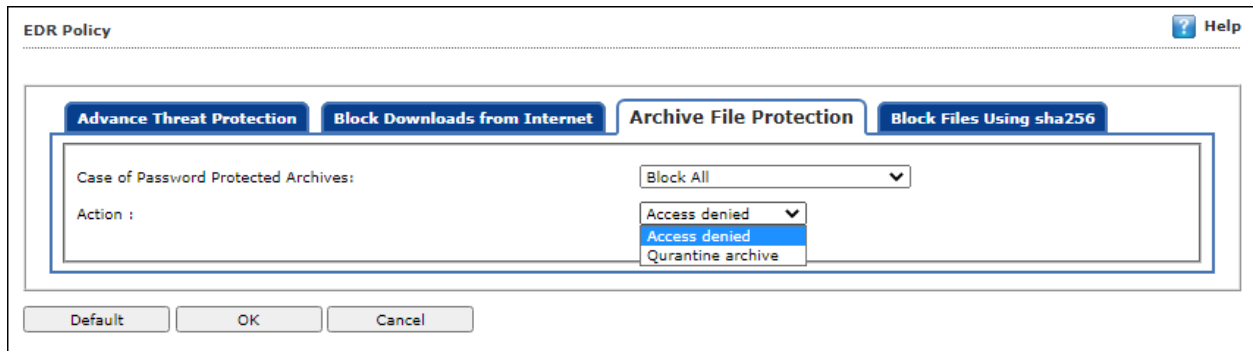 EDR Policy
Help
Advance Threat Protection
Block Downloads from Internet
Archive File Protection
Block Files Using sha256
Case of Password Protected Archives:
Block All
Action :
Access denied
Access denied
Qurantine archive
Default
OK
Cancel